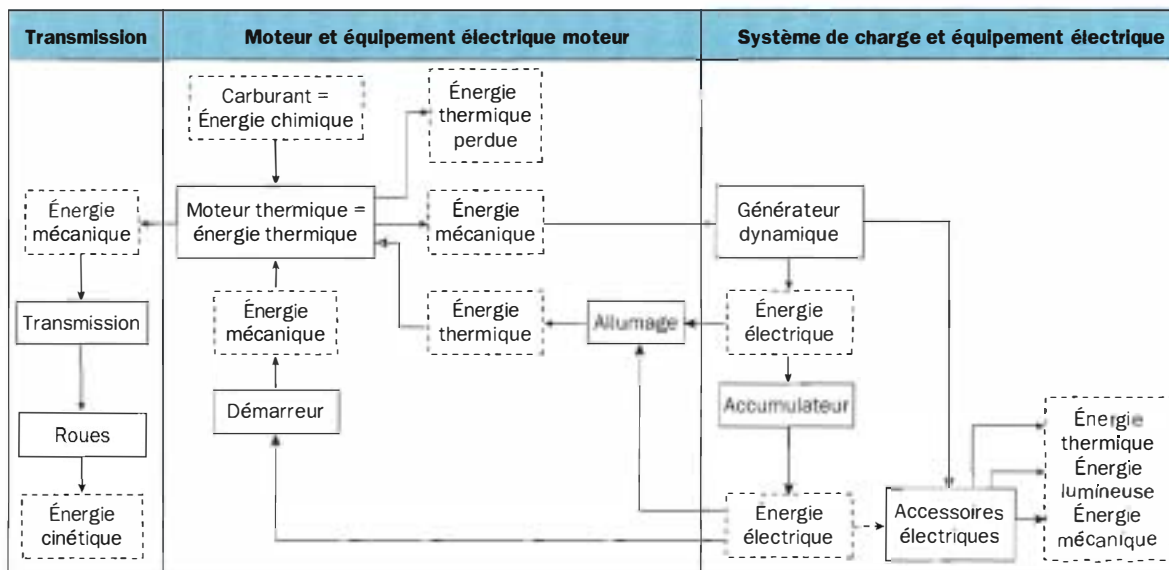 Transmission
Moteur et équipement électrique moteur
Système de charge et équipement électrique
Carburant =
Énergie chimique
Énergie
thermique
perdue
Énergie
mécanique
Moteur thermique =
énergie thermique
Énergie
mécanique
Générateur
dynamique
Transmission
Énergie
mécanique
Énergie
thermique
Allumage
Énergie
électrique
Démarreur
Accumulateur
Roues
Énergie
thermique
Énergie
lumineuse
Énergie
mécanique
Énergie
cinétique
Énergie
électrique
Accessoires
électriques